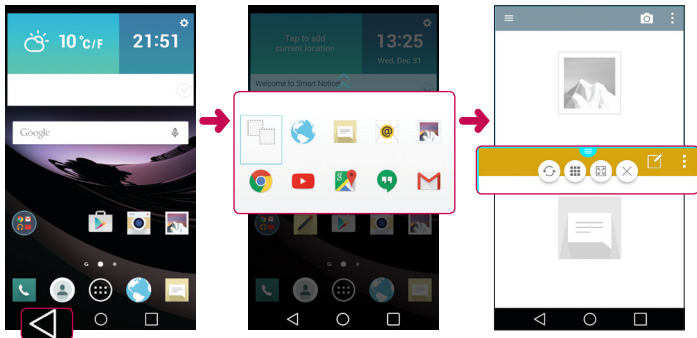 10°C/F
21:51
Google
G
Tap to add
current location
13:25
Wed, Dec 31
Welcome to Smart Notice!
@
G